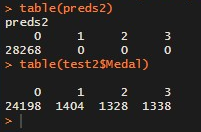 > table(preds2)
preds2
    0     1     2     3
28268     0     0     0
> table(test2$Medal)

    0     1     2     3
24198  1404  1328  1338
>